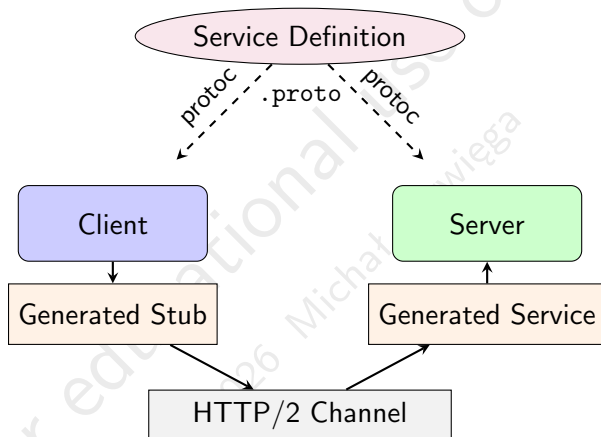 Service Definition
protoc
protoc
.proto
Client
Server
Generated Stub
Generated Service
HTTP/2 Channel